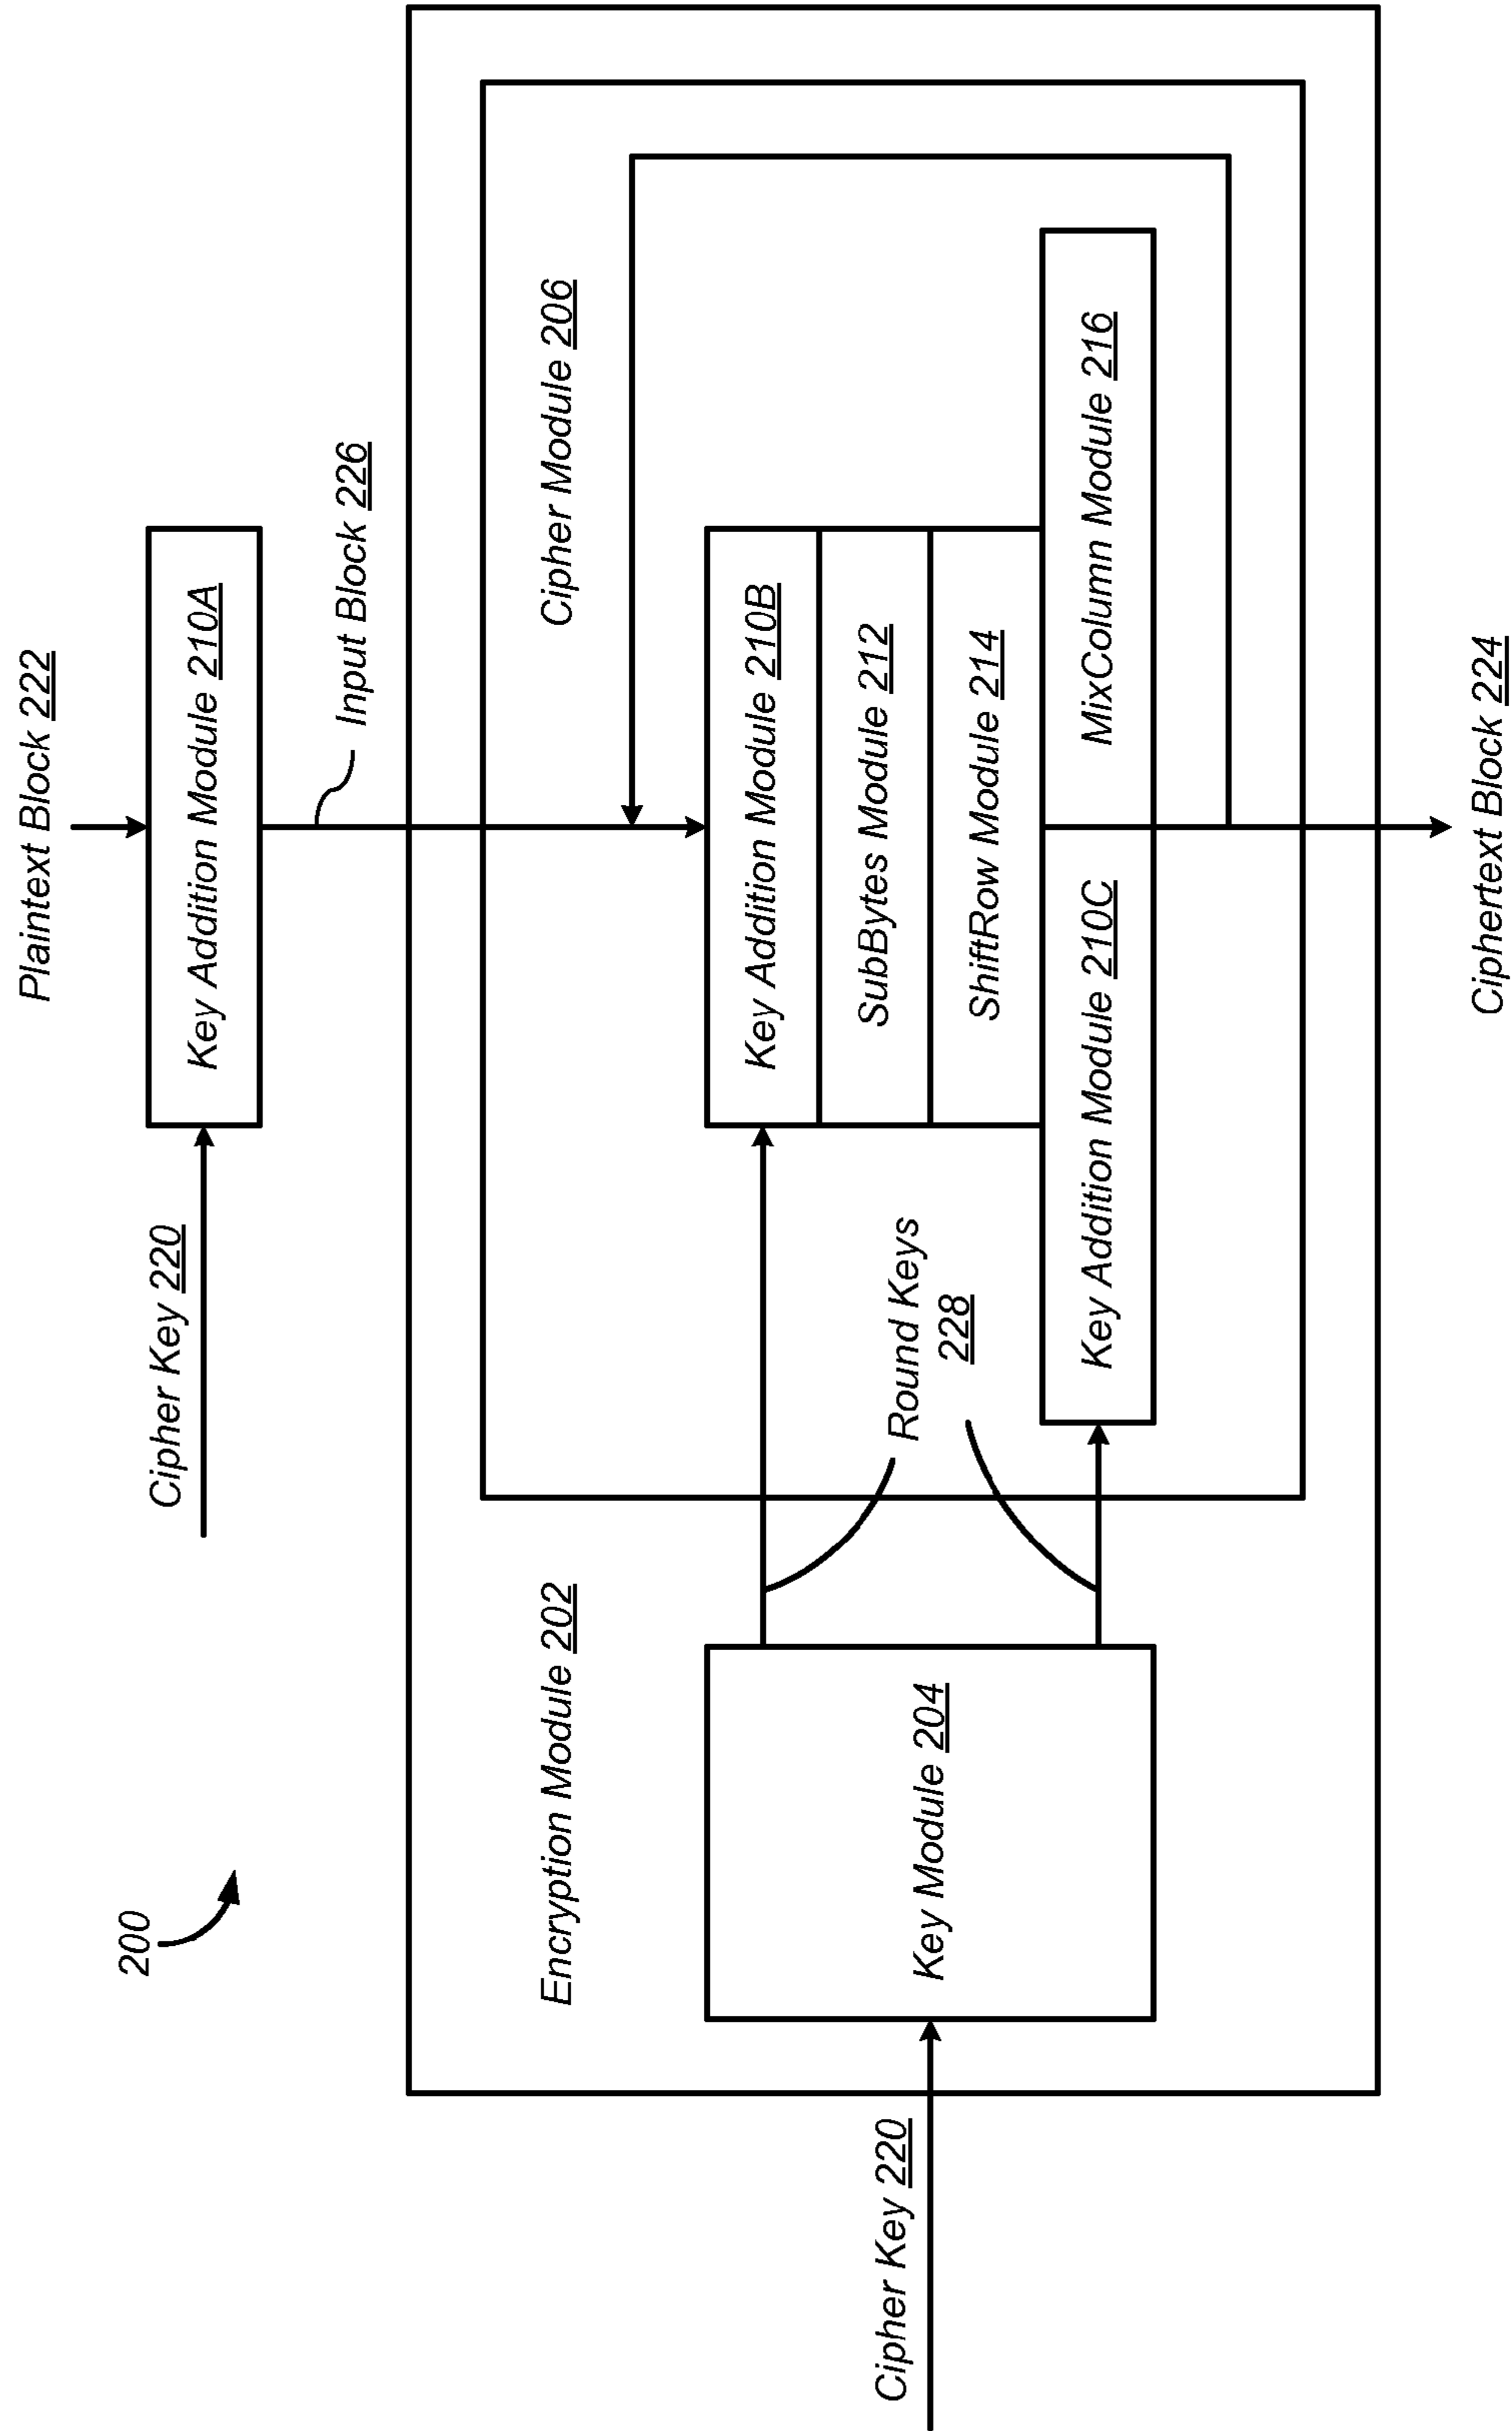 200
Plaintext Block 222
Cipher Key 220
Key Addition Module 210A
Input Block 226
Encryption Module 202
Cipher Module 206
Cipher Key 220
Key Module 204
Round Keys
228
Key Addition Module 210B
SubBytes Module 212
ShiftRow Module 214
Key Addition Module 210C
MixColumn Module 216
Ciphertext Block 224